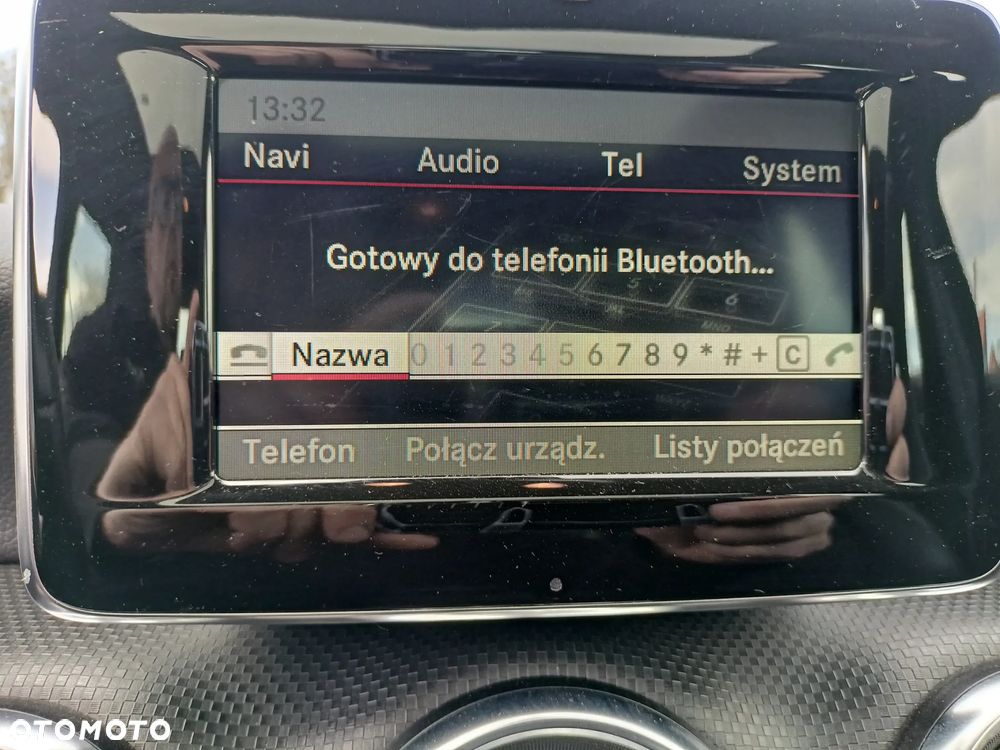 13:32
Navi Audio Tel System
Gotowy do telefonii Bluetooth...
Nazwa 0 1 2 3 4 5 6 7 8 9 * # + C
Telefon Połącz urządz. Listy połączeń
OTOMOTO